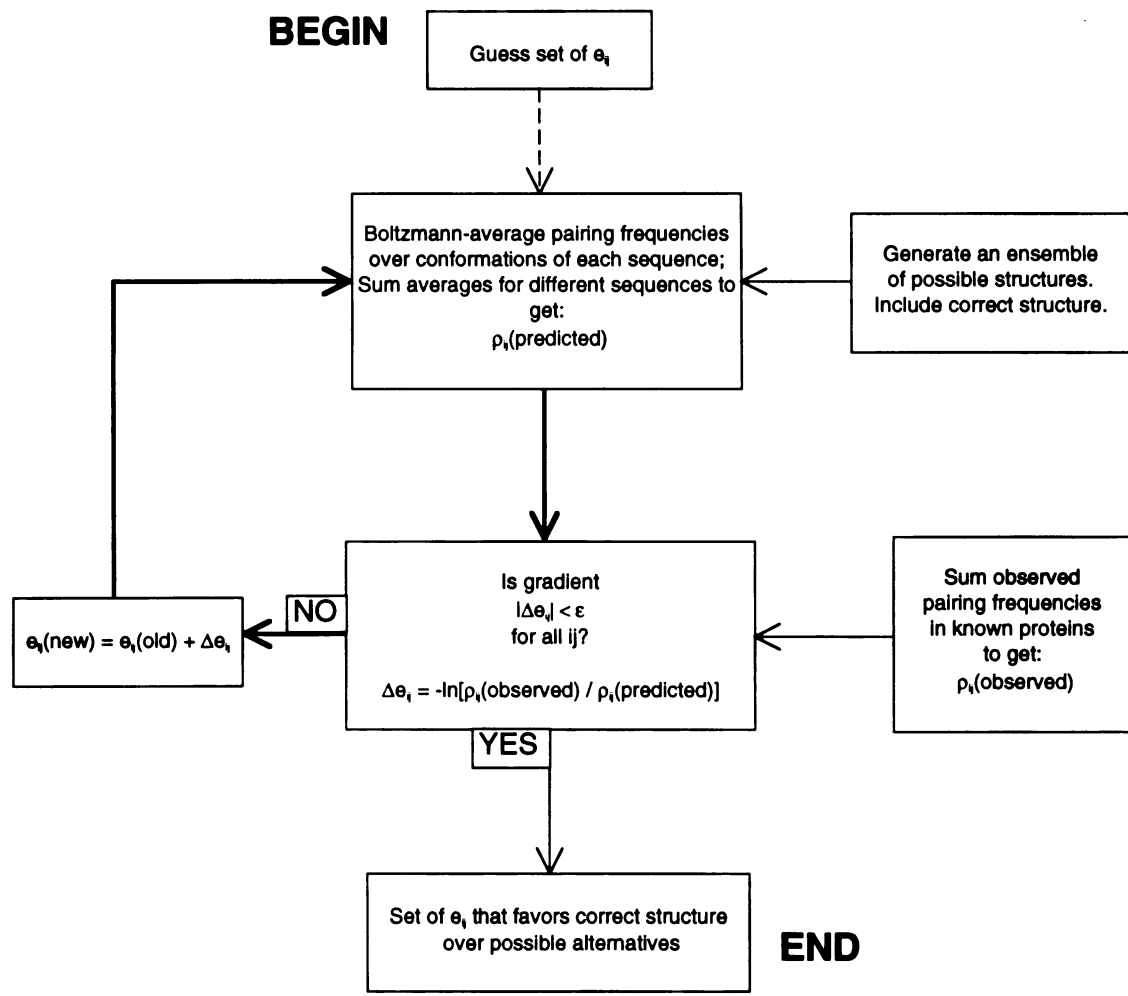 BEGIN
Guess set of eᵢⱼ
Boltzmann-average pairing frequencies
over conformations of each sequence;
Sum averages for different sequences to
get:
ρᵢⱼ(predicted)
Generate an ensemble
of possible structures.
Include correct structure.
Is gradient
|Δeᵢⱼ| < ε
for all ij?
Δeᵢⱼ = -ln[ρᵢⱼ(observed) / ρᵢⱼ(predicted)]
NO
eᵢⱼ(new) = eᵢⱼ(old) + Δeᵢⱼ
Sum observed
pairing frequencies
in known proteins
to get:
ρᵢⱼ(observed)
YES
Set of eᵢⱼ that favors correct structure
over possible alternatives
END